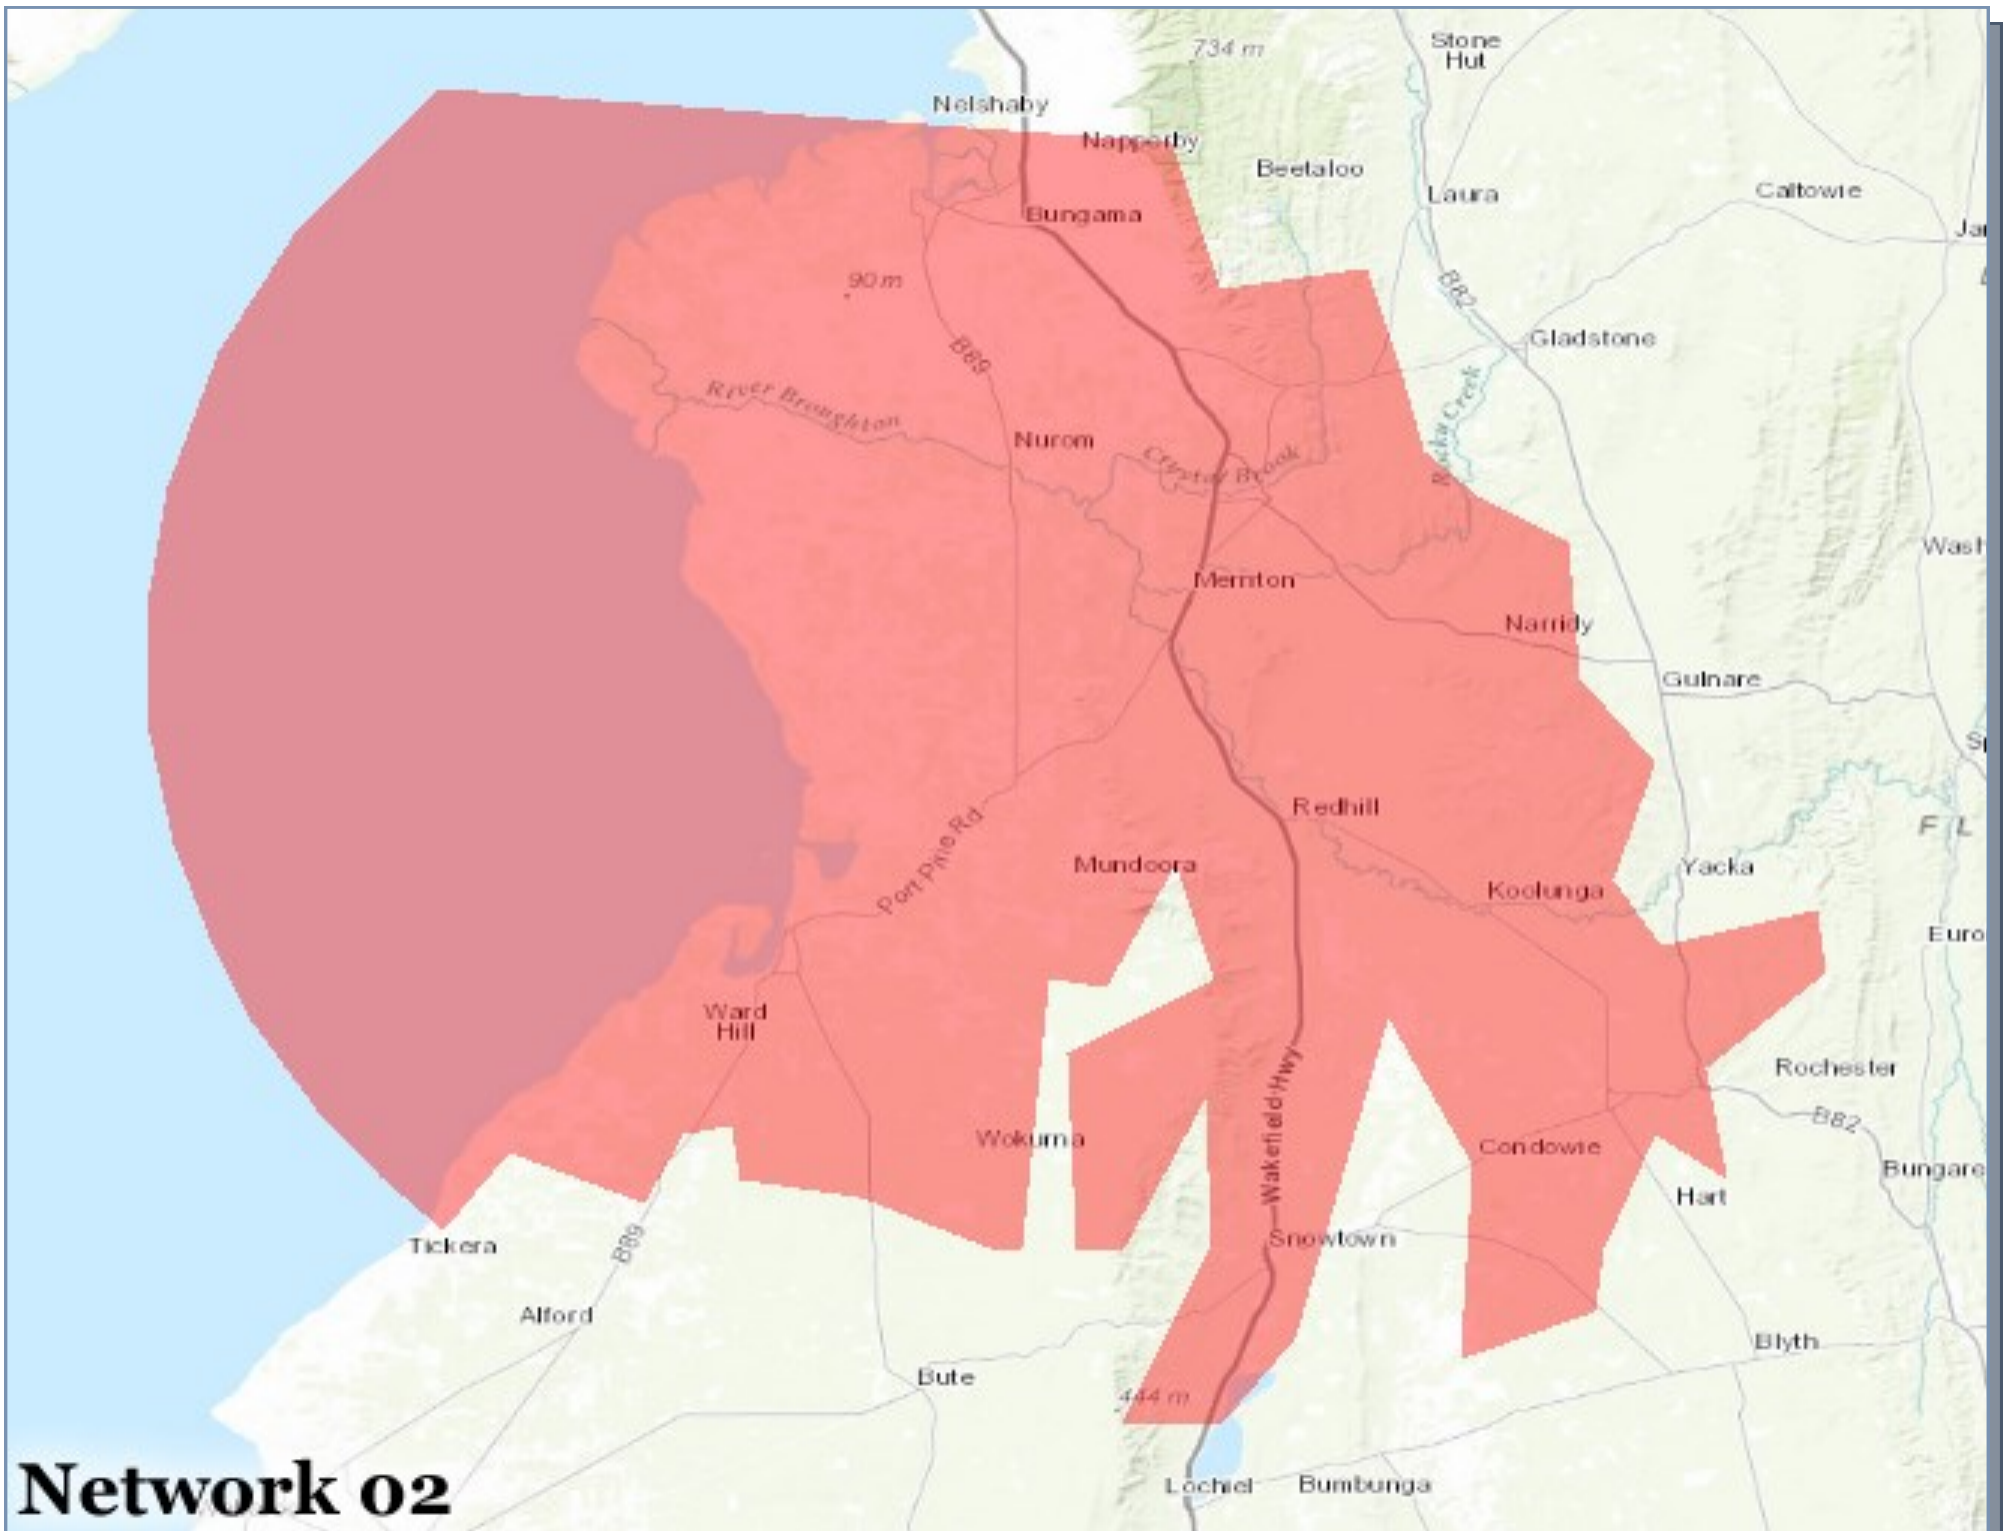 734 m
Stone
Hut
Nelshaby
Napperby
Beetaloo
Laura
Caltowie
Bungama
90 m
B82
Gladstone
B89
River Broughton
Nurom
Crystal Brook
Rocky Creek
Merriton
Narridy
Gulnare
Redhill
Port Pirie Rd
Mundoora
Koolunga
Yacka
F L
Euro
Ward
Hill
Wakefield Hwy
Rochester
Wokurna
Condowie
B82
Bungare
Hart
Tickera
B89
Snowtown
Alford
Blyth
Bute
444 m
Lochiel
Bumbunga
Network 02